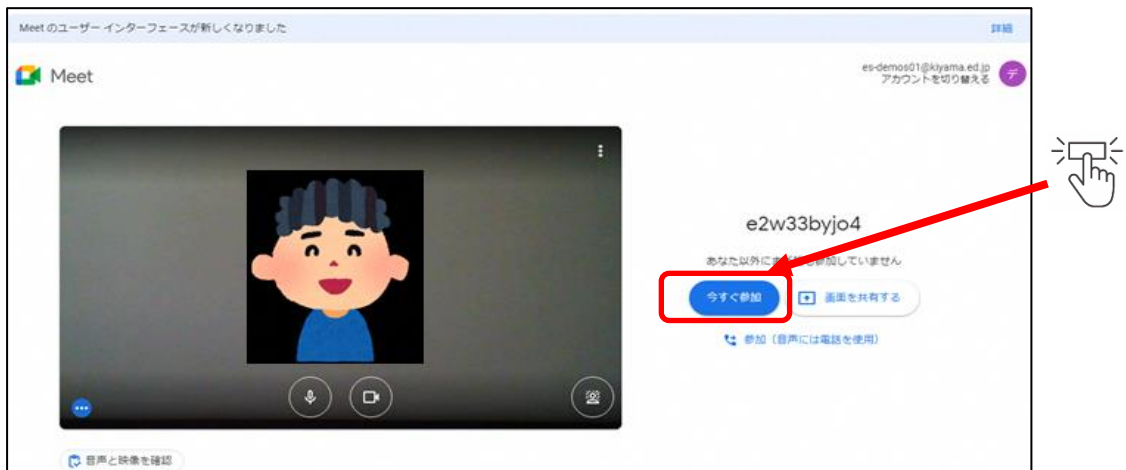 Meet のユーザー インターフェースが新しくなりました
詳細
Meet
es-demos01@kiyama.ed.jp
アカウントを切り替える
デ
e2w33byjo4
あなた以外にま 参加していません
今すぐ参加
画面を共有する
参加（音声には電話を使用）
音声と映像を確認